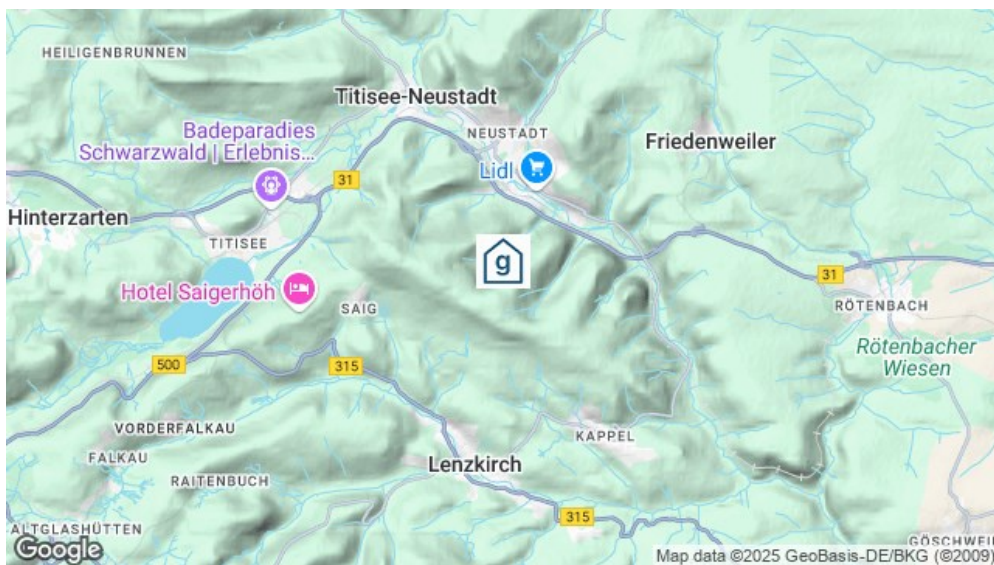 HEILIGENBRUNNEN
Titisee-Neustadt
Badeparadies
Schwarzwald | Erlebnis...
NEUSTADT
Friedenweiler
Lidl
31
Hinterzarten
TITISEE
g
31
Hotel Saigerhöh
SAIG
RÖTENBACH
Rötenbacher
Wiesen
500
315
VORDERFALKAU
KAPPEL
FALKAU
Lenzkirch
RAITENBUCH
315
ALTGLASHÜTTEN
GÖSCHWEIL
Google
Map data ©2025 GeoBasis-DE/BKG (©2009)